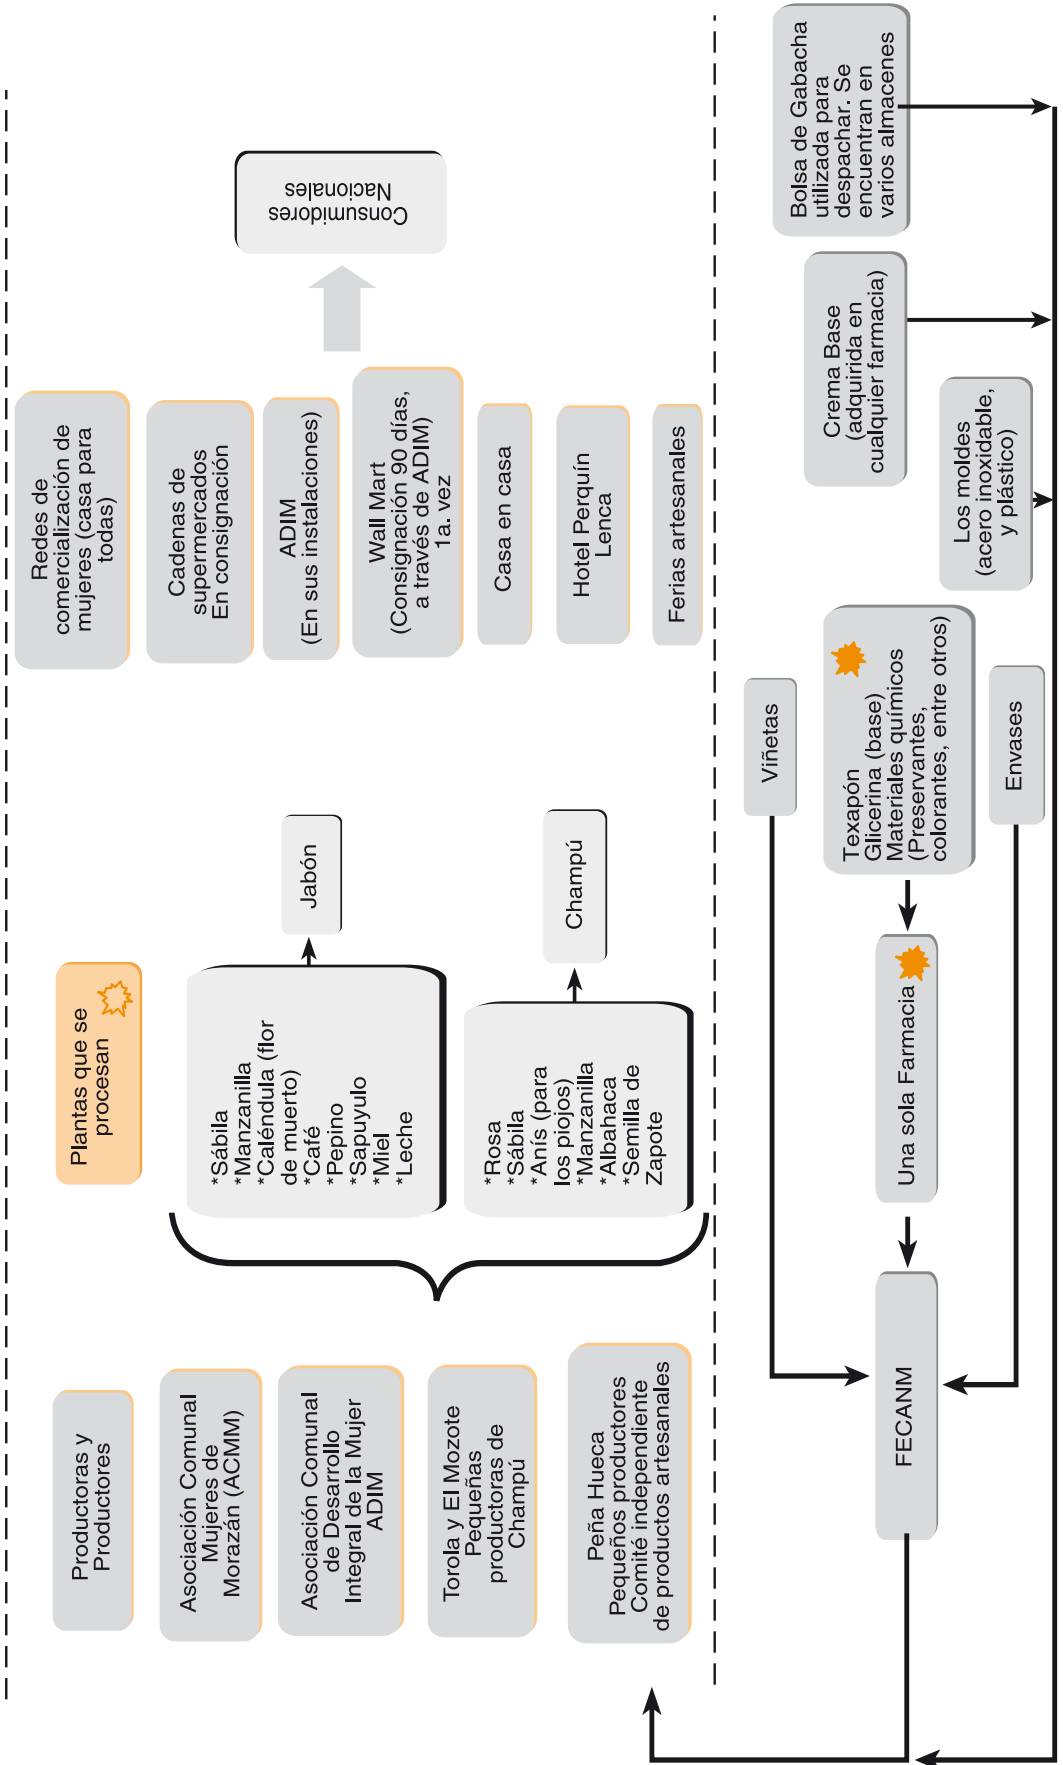 Productoras y
Productores
Asociación Comunal
Mujeres de
Morazán (ACMM)
Asociación Comunal
de Desarrollo
Integral de la Mujer
ADIM
Torola y El Mozote
Pequeñas
productoras de
Champú
Peña Hueca
Pequeños productores
Comité independiente
de productos artesanales
Plantas que se
procesan
*Sábila
*Manzanilla
*Caléndula (flor
de muerto)
*Café
*Pepino
*Sapuyulo
*Miel
*Leche
Jabón
*Rosa
*Sábila
*Anís (para
los piojos)
*Manzanilla
*Albahaca
*Semilla de
Zapote
Champú
Redes de
comercialización de
mujeres (casa para
todas)
Cadenas de
supermercados
En consignación
ADIM
(En sus instalaciones)
Wall Mart
(Consignación 90 días,
a través de ADIM)
1a. vez
Casa en casa
Hotel Perquín
Lenca
Ferias artesanales
Consumidores
Nacionales
FECANM
Una sola Farmacia
Viñetas
Texapón
Glicerina (base)
Materiales químicos
(Preservantes,
colorantes, entre otros)
Envases
Crema Base
(adquirida en
cualquier farmacia)
Los moldes
(acero inoxidable,
y plástico)
Bolsa de Gabacha
utilizada para
despachar. Se
encuentran en
varios almacenes